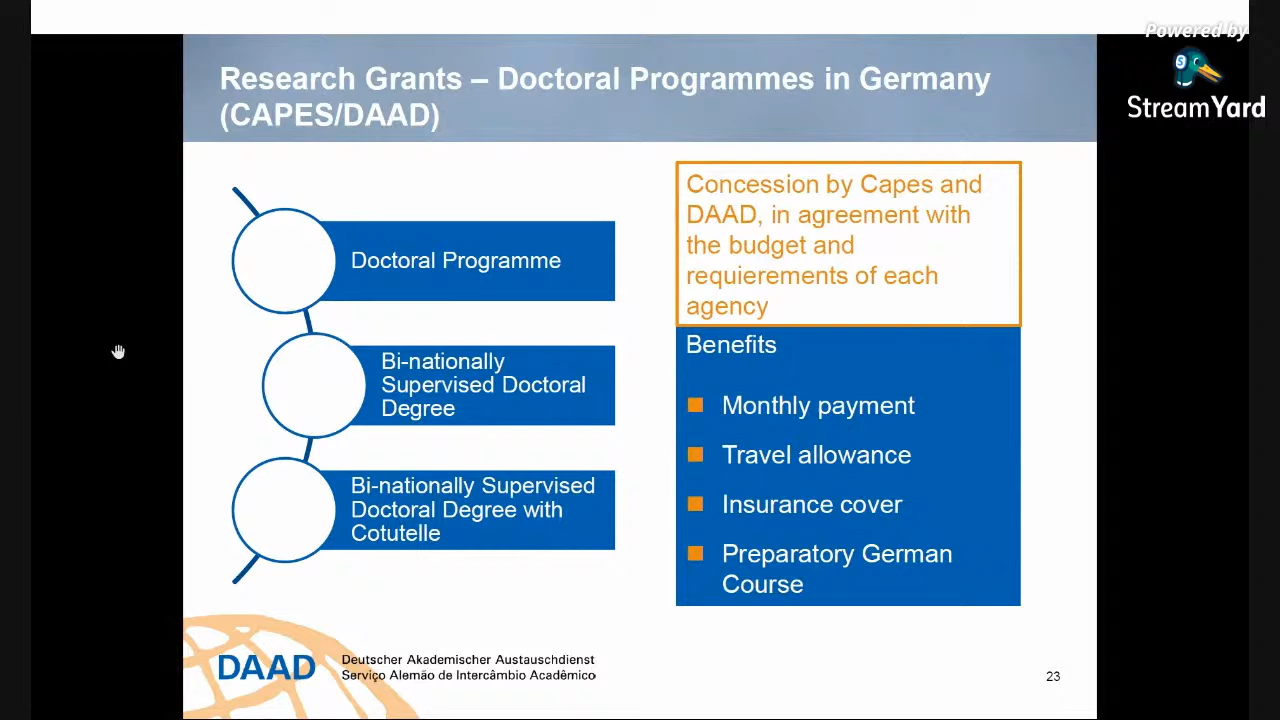 Powered by
StreamYard
Research Grants – Doctoral Programmes in Germany
(CAPES/DAAD)
Doctoral Programme
Bi-nationally
Supervised Doctoral
Degree
Bi-nationally Supervised
Doctoral Degree with
Cotutelle
Concession by Capes and
DAAD, in agreement with
the budget and
requierements of each
agency
Benefits
Monthly payment
Travel allowance
Insurance cover
Preparatory German
Course
DAAD
Deutscher Akademischer Austauschdienst
Serviço Alemão de Intercâmbio Acadêmico
23